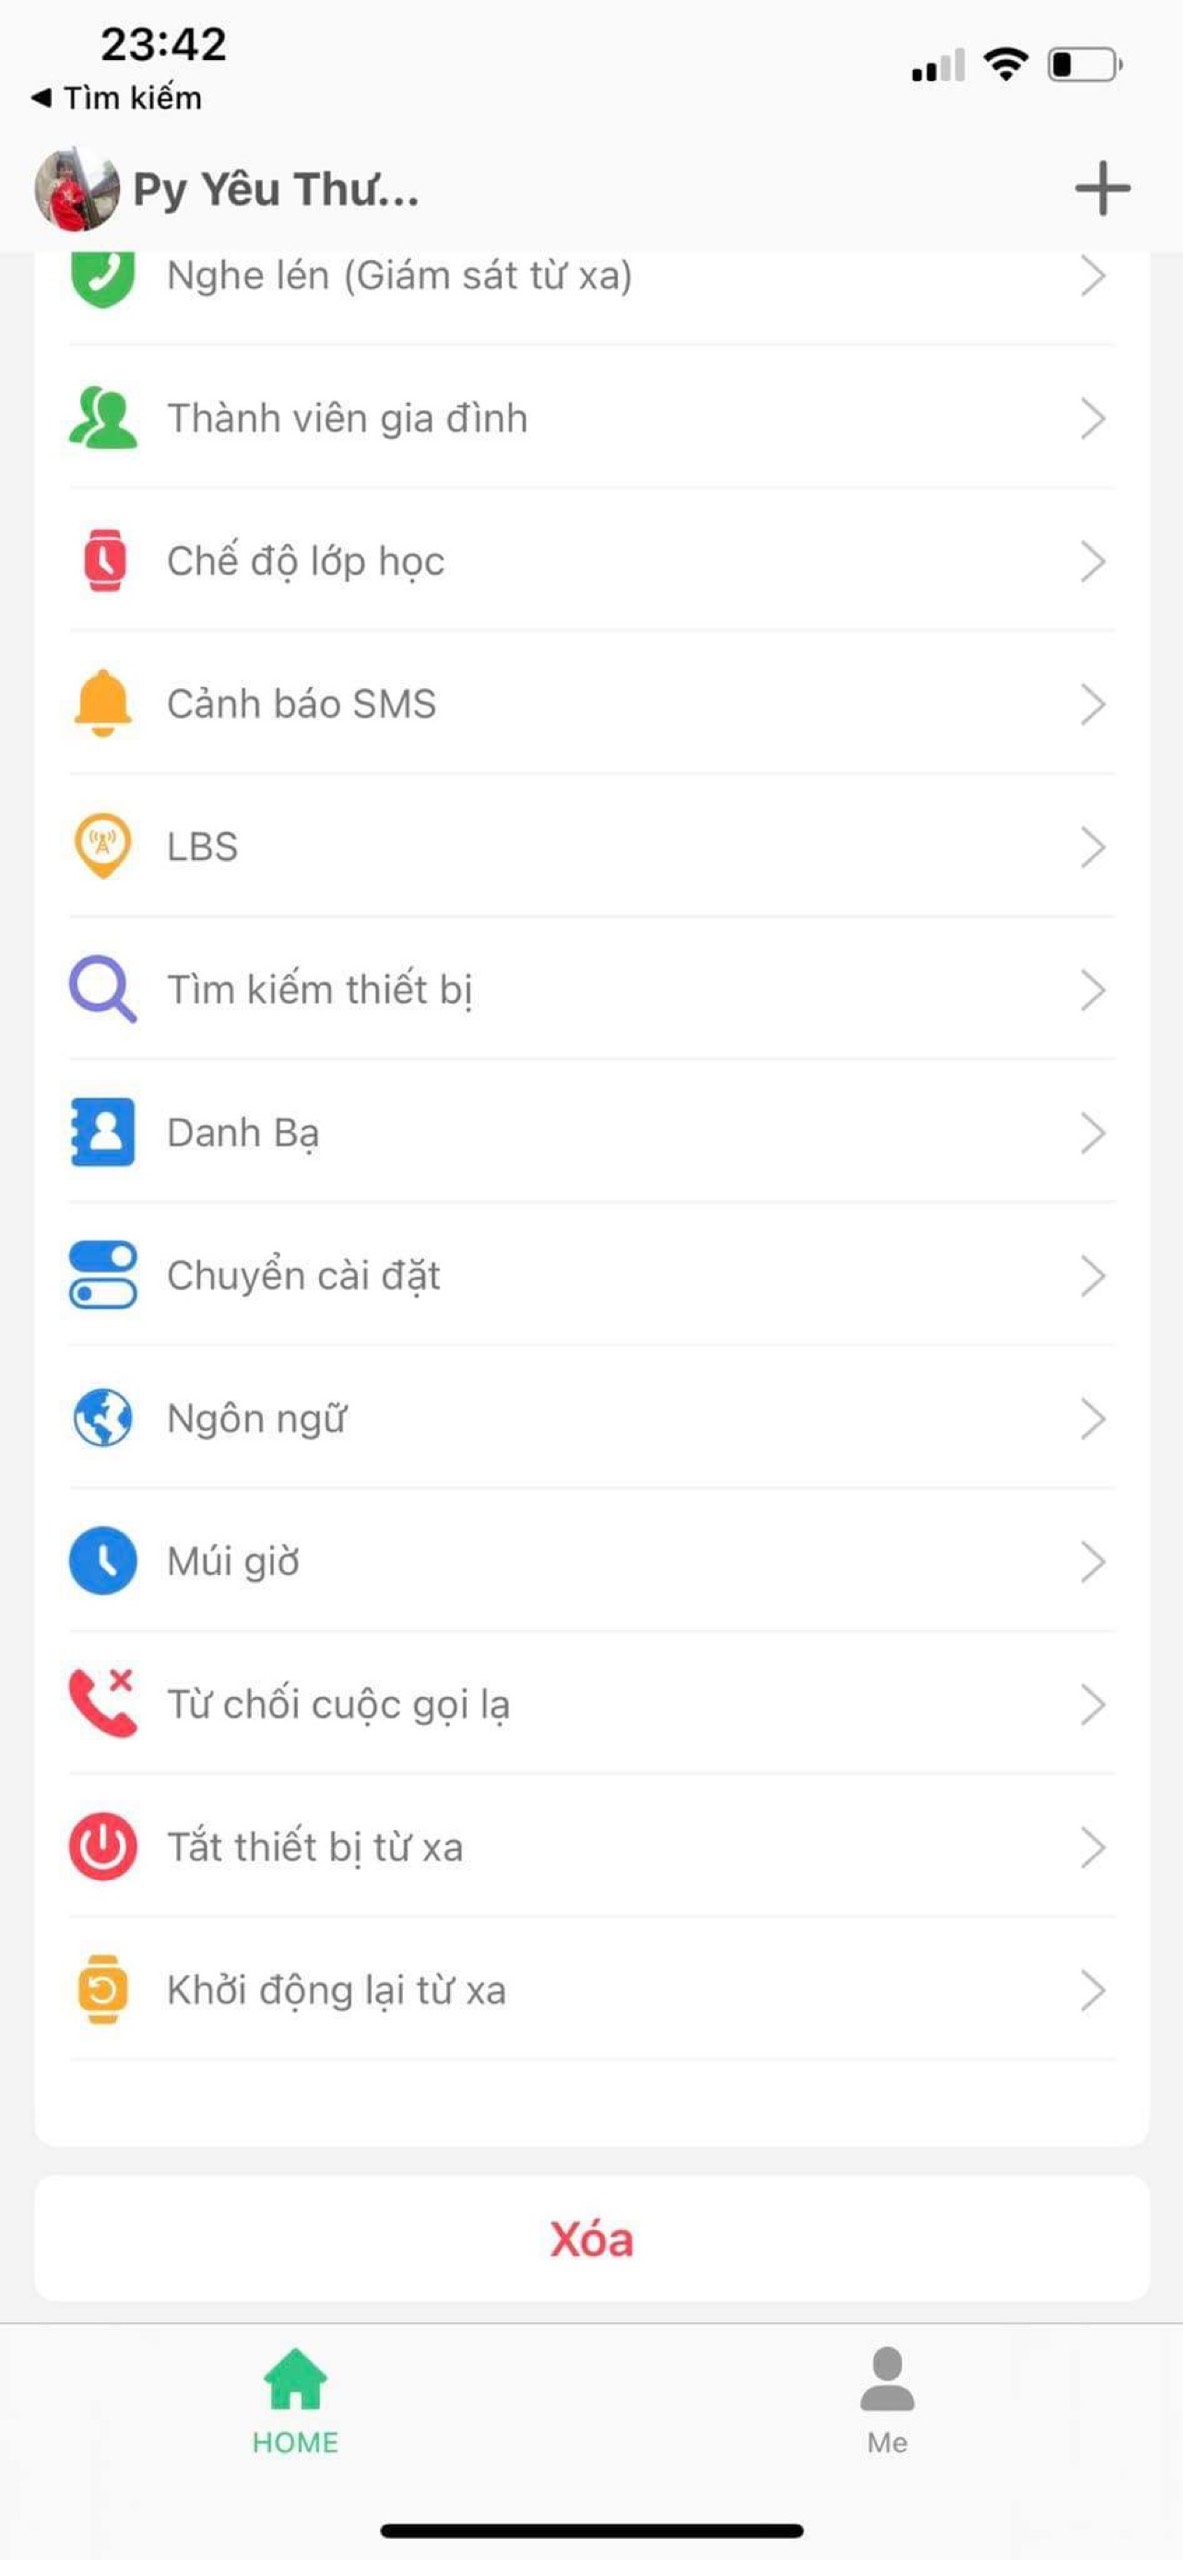 23:42
◀ Tìm kiếm
Py Yêu Thư...
Nghe lén (Giám sát từ xa)
Thành viên gia đình
Chế độ lớp học
Cảnh báo SMS
LBS
Tìm kiếm thiết bị
Danh Bạ
Chuyển cài đặt
Ngôn ngữ
Múi giờ
Từ chối cuộc gọi lạ
Tắt thiết bị từ xa
Khởi động lại từ xa
Xóa
HOME
Me